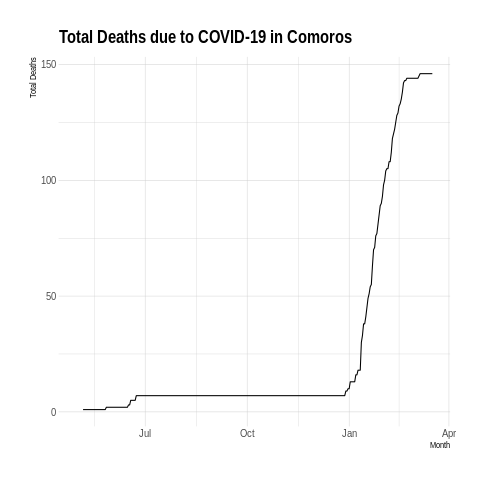 Total Deaths due to COVID-19 in Comoros
Total Deaths
150
100
50
0
Jul Oct Jan Apr
Month